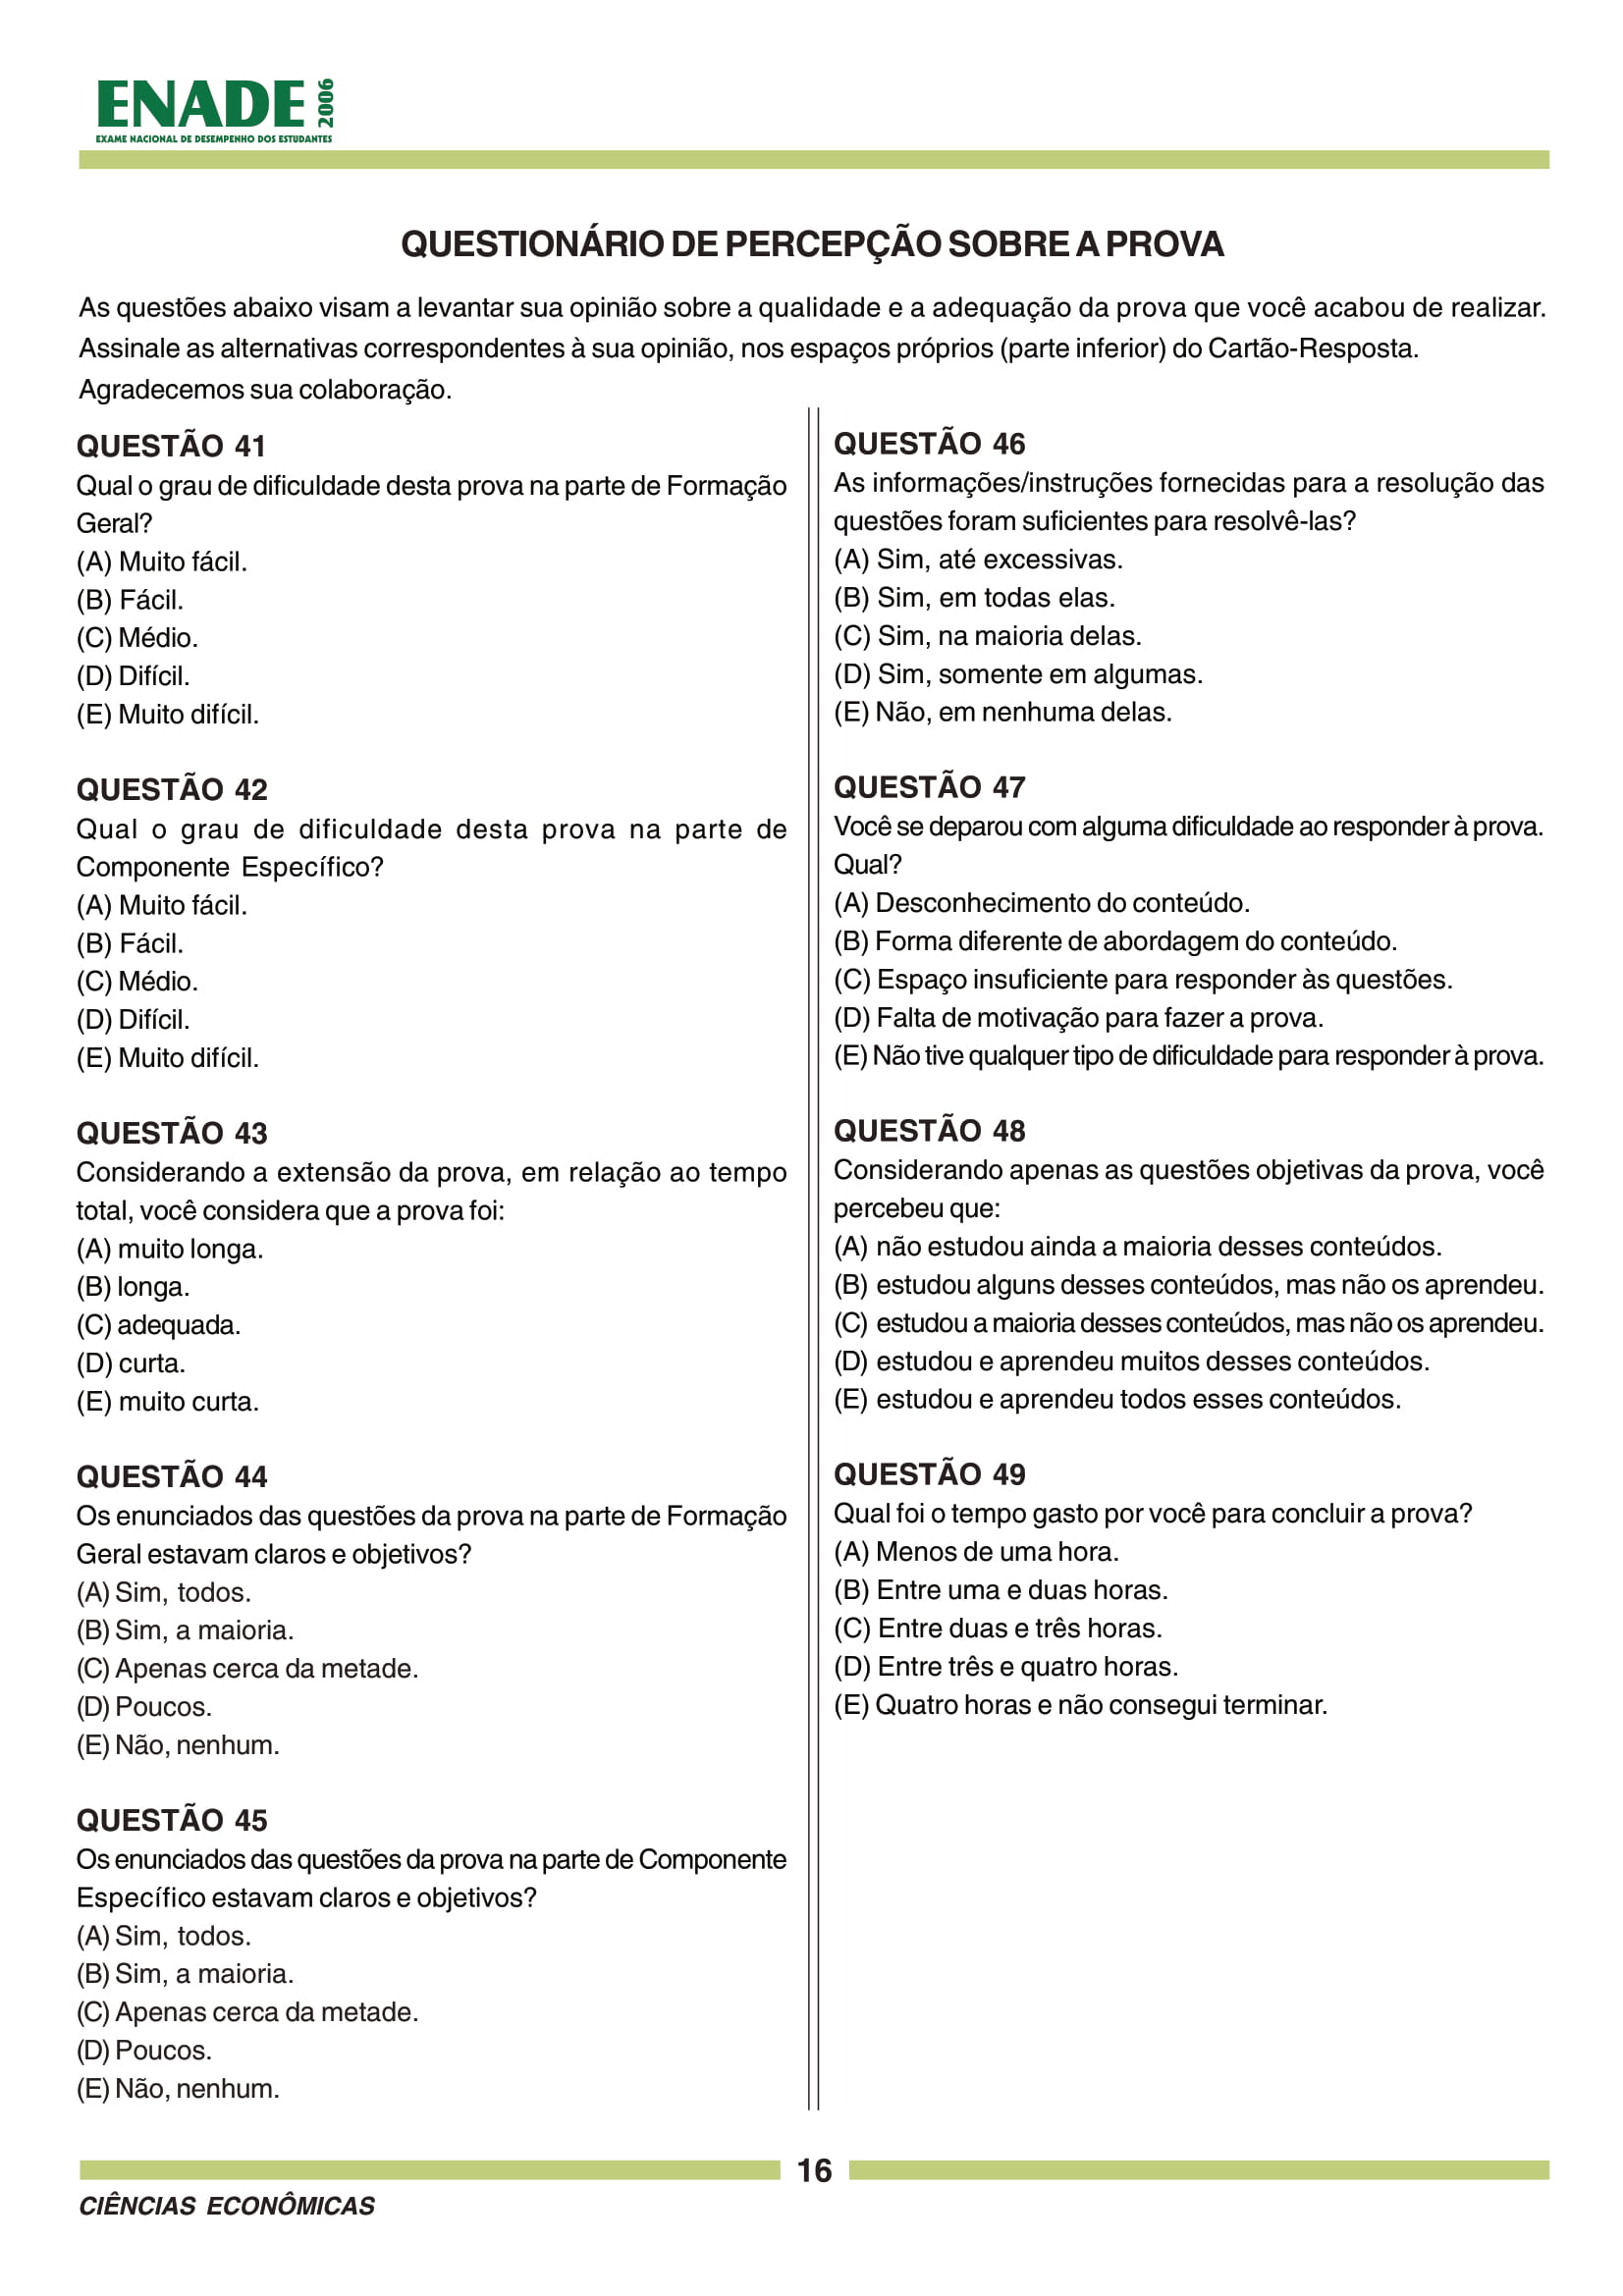 ENADE 2006
EXAME NACIONAL DE DESEMPENHO DOS ESTUDANTES
QUESTIONÁRIO DE PERCEPÇÃO SOBRE A PROVA
As questões abaixo visam a levantar sua opinião sobre a qualidade e a adequação da prova que você acabou de realizar.
Assinale as alternativas correspondentes à sua opinião, nos espaços próprios (parte inferior) do Cartão-Resposta.
Agradecemos sua colaboração.
QUESTÃO 41
Qual o grau de dificuldade desta prova na parte de Formação
Geral?
(A) Muito fácil.
(B) Fácil.
(C) Médio.
(D) Difícil.
(E) Muito difícil.
QUESTÃO 42
Qual o grau de dificuldade desta prova na parte de
Componente Específico?
(A) Muito fácil.
(B) Fácil.
(C) Médio.
(D) Difícil.
(E) Muito difícil.
QUESTÃO 43
Considerando a extensão da prova, em relação ao tempo
total, você considera que a prova foi:
(A) muito longa.
(B) longa.
(C) adequada.
(D) curta.
(E) muito curta.
QUESTÃO 44
Os enunciados das questões da prova na parte de Formação
Geral estavam claros e objetivos?
(A) Sim, todos.
(B) Sim, a maioria.
(C) Apenas cerca da metade.
(D) Poucos.
(E) Não, nenhum.
QUESTÃO 45
Os enunciados das questões da prova na parte de Componente
Específico estavam claros e objetivos?
(A) Sim, todos.
(B) Sim, a maioria.
(C) Apenas cerca da metade.
(D) Poucos.
(E) Não, nenhum.
QUESTÃO 46
As informações/instruções fornecidas para a resolução das
questões foram suficientes para resolvê-las?
(A) Sim, até excessivas.
(B) Sim, em todas elas.
(C) Sim, na maioria delas.
(D) Sim, somente em algumas.
(E) Não, em nenhuma delas.
QUESTÃO 47
Você se deparou com alguma dificuldade ao responder à prova.
Qual?
(A) Desconhecimento do conteúdo.
(B) Forma diferente de abordagem do conteúdo.
(C) Espaço insuficiente para responder às questões.
(D) Falta de motivação para fazer a prova.
(E) Não tive qualquer tipo de dificuldade para responder à prova.
QUESTÃO 48
Considerando apenas as questões objetivas da prova, você
percebeu que:
(A) não estudou ainda a maioria desses conteúdos.
(B) estudou alguns desses conteúdos, mas não os aprendeu.
(C) estudou a maioria desses conteúdos, mas não os aprendeu.
(D) estudou e aprendeu muitos desses conteúdos.
(E) estudou e aprendeu todos esses conteúdos.
QUESTÃO 49
Qual foi o tempo gasto por você para concluir a prova?
(A) Menos de uma hora.
(B) Entre uma e duas horas.
(C) Entre duas e três horas.
(D) Entre três e quatro horas.
(E) Quatro horas e não consegui terminar.
16
CIÊNCIAS ECONÔMICAS